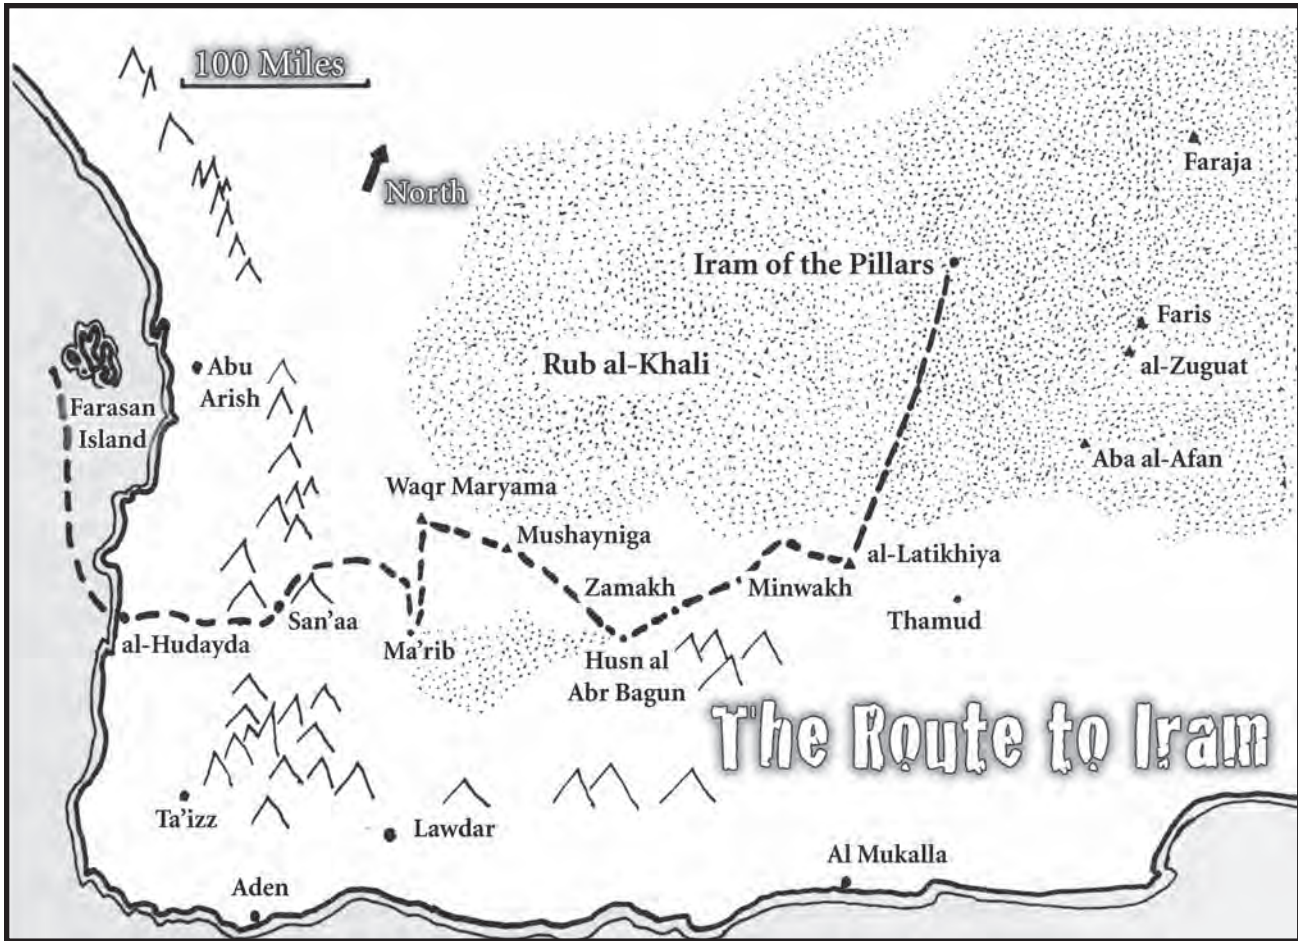 100 Miles
North
Faraja
Iram of the Pillars
Faris
al-Zuguat
Rub al-Khali
Abu
Arish
Farasan
Island
Aba al-Afan
Waqr Maryama
Mushayniga
al-Latikhiya
Zamakh
Minwakh
Thamud
San'aa
al-Hudayda
Ma'rib
Husn al
Abr Bagun
The Route to Iram
Ta'izz
Lawdar
Al Mukalla
Aden